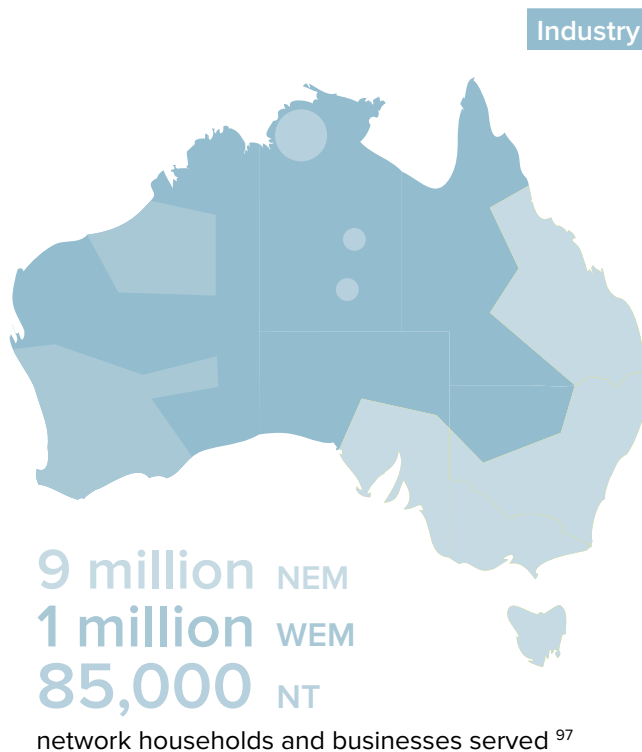 Industry
9 million NEM
1 million WEM
85,000 NT
network households and businesses served 97